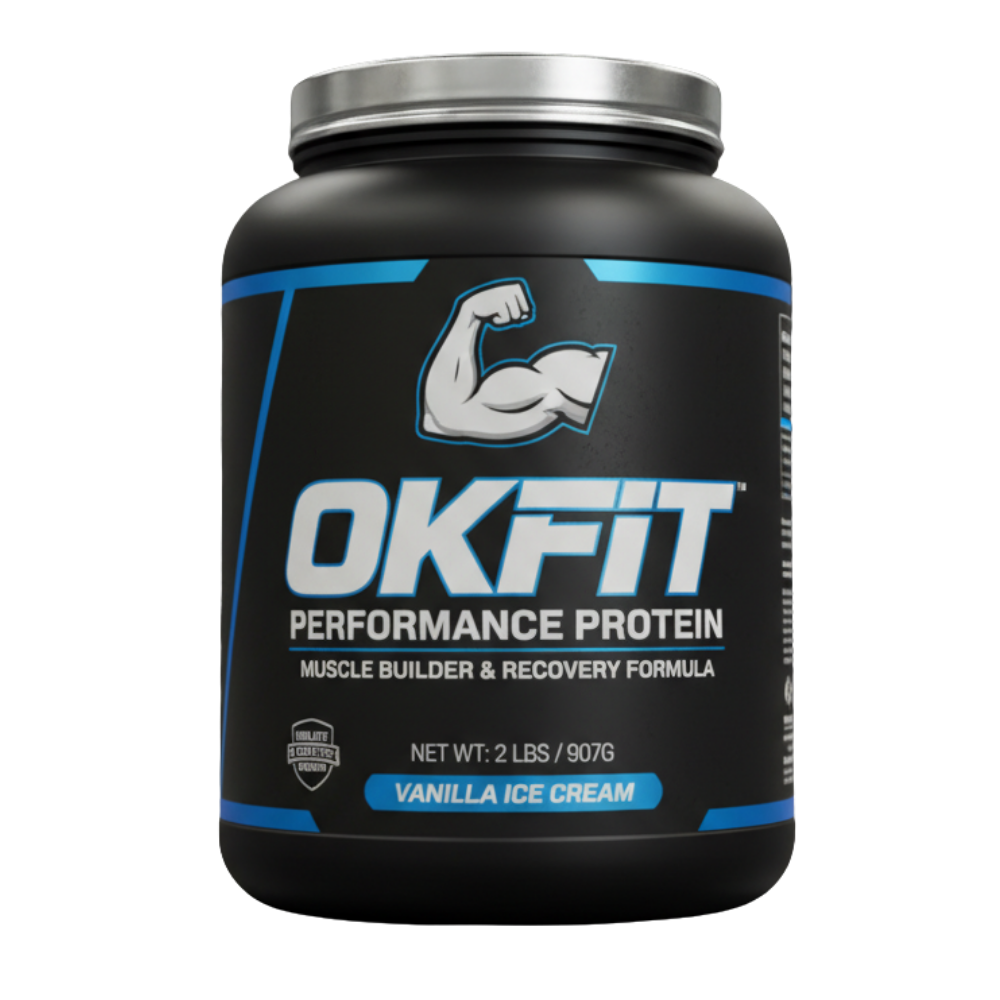 OKFiT™
PERFORMANCE PROTEIN
MUSCLE BUILDER & RECOVERY FORMULA
NET WT: 2 LBS / 907G
VANILLA ICE CREAM